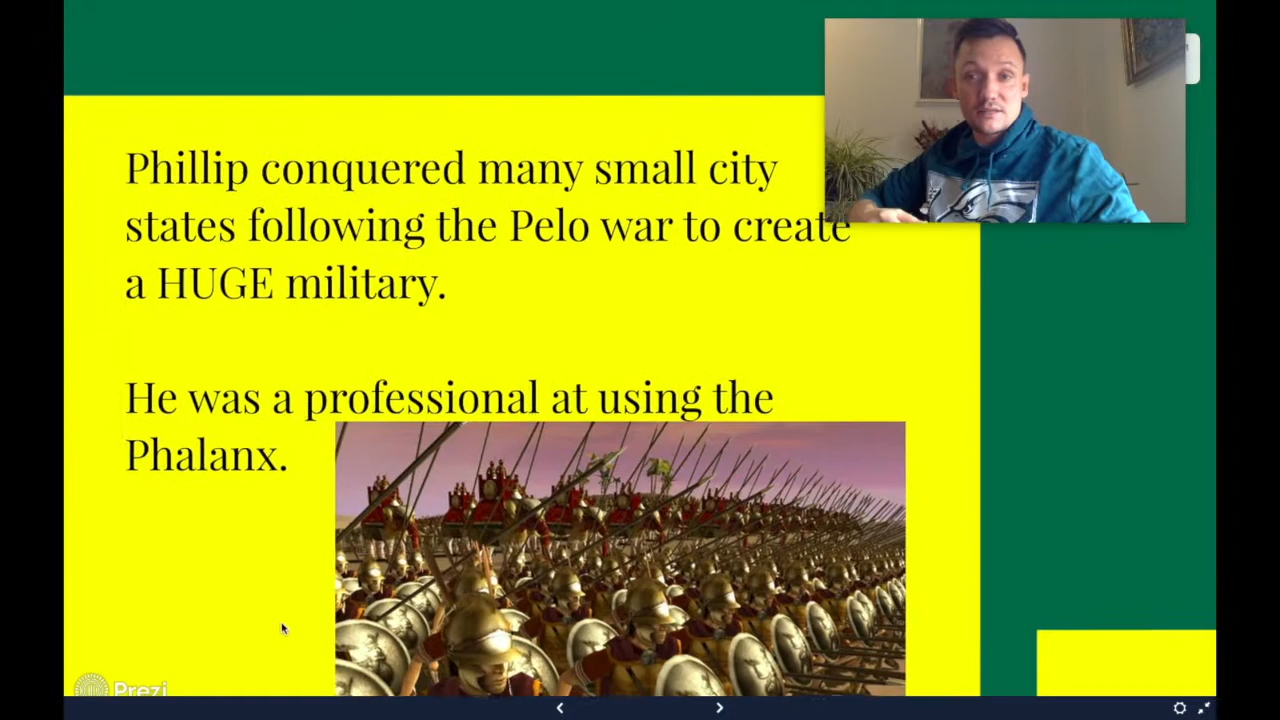 Phillip conquered many small city
states following the Pelo war to create
a HUGE military.
He was a professional at using the
Phalanx.
Prezi